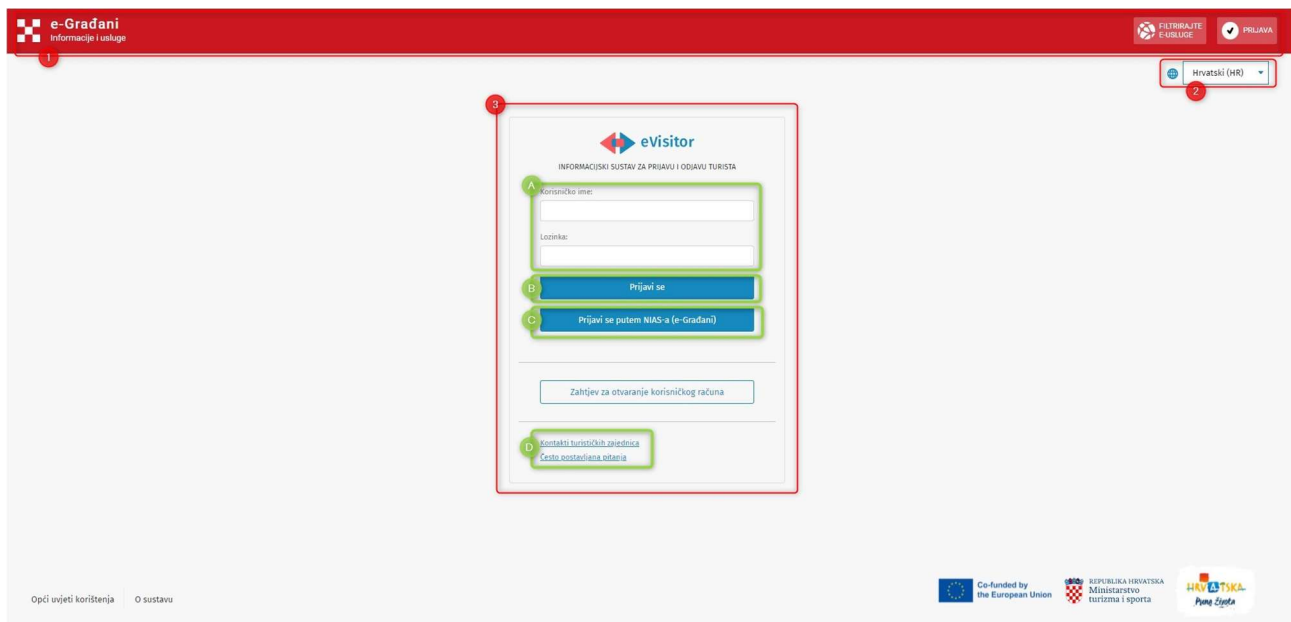 e-Građani
Informacije i usluge
FILTRIRAJTE
E-USLUGE
PRIJAVA
1
Hrvatski (HR)
2
3
eVisitor
INFORMACIJSKI SUSTAV ZA PRIJAVU I ODJAVU TURISTA
A
Korisničko ime:
Lozinka:
B
Prijavi se
C
Prijavi se putem NIAS-a (e-Građani)
Zahtjev za otvaranje korisničkog računa
D
Kontakti turističkih zajednica
Često postavljana pitanja
Opći uvjeti korištenja
O sustavu
Co-funded by
the European Union
REPUBLIKA HRVATSKA
Ministarstvo
turizma i sporta
HRVATSKA
Puna života